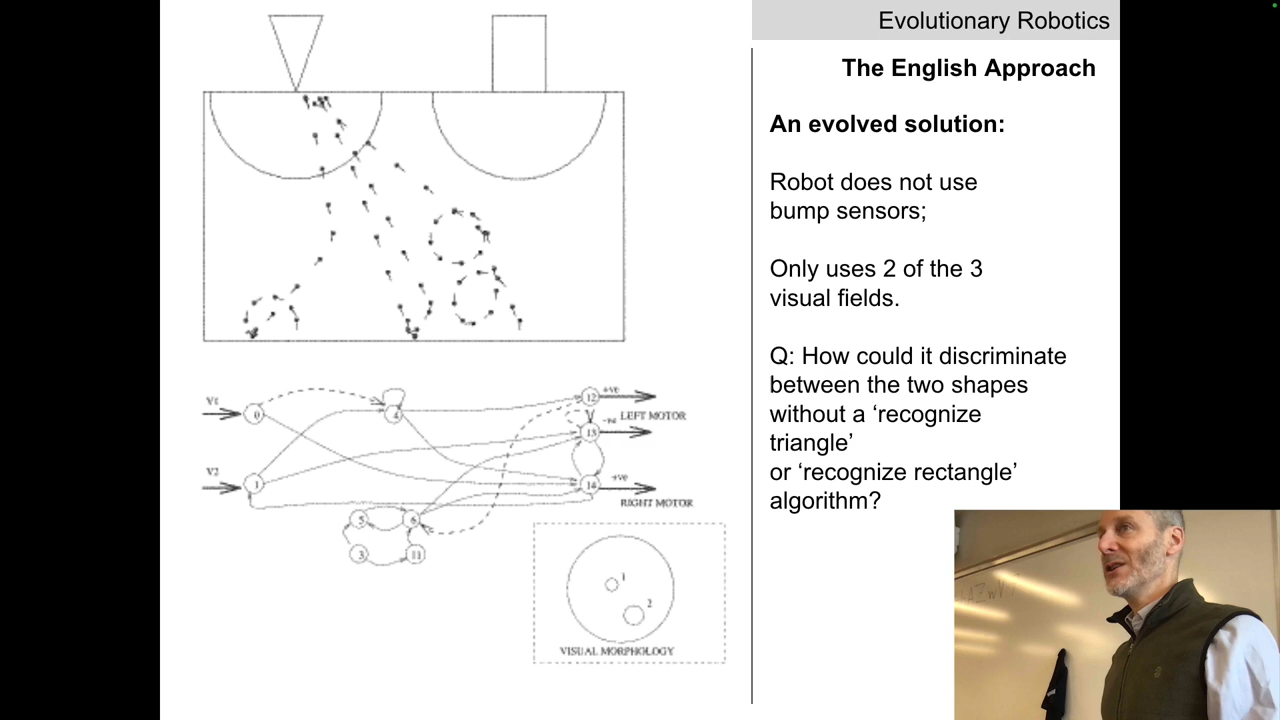 Evolutionary Robotics
The English Approach
An evolved solution:
Robot does not use
bump sensors;
Only uses 2 of the 3
visual fields.
Q: How could it discriminate
between the two shapes
without a ‘recognize
triangle’
or ‘recognize rectangle’
algorithm?
V1
0
4
12
+ve
LEFT MOTOR
-ve
13
V2
1
14
+ve
RIGHT MOTOR
5
6
3
11
1
2
VISUAL MORPHOLOGY